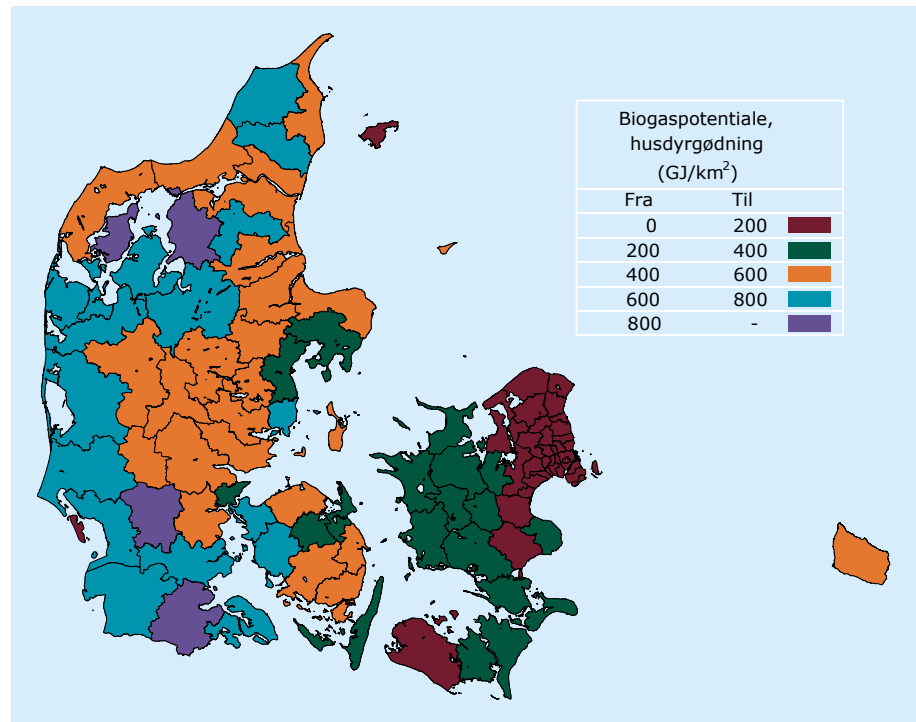 Biogaspotentiale,
husdyrgødning
(GJ/km²)
Fra Til
0 200
200 400
400 600
600 800
800 -